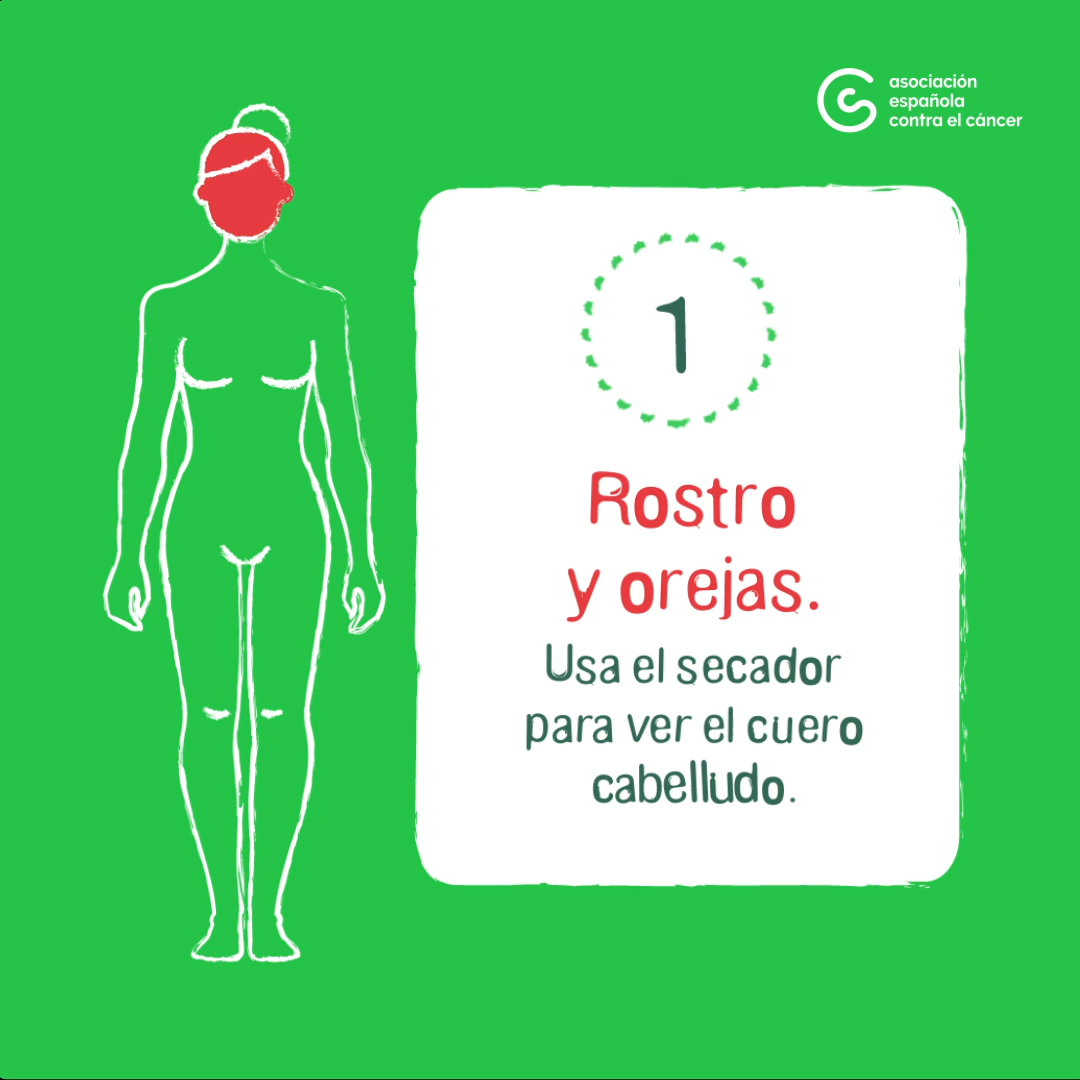 asociación
española
contra el cáncer
1
Rostro
y orejas.
Usa el secador
para ver el cuero
cabelludo.